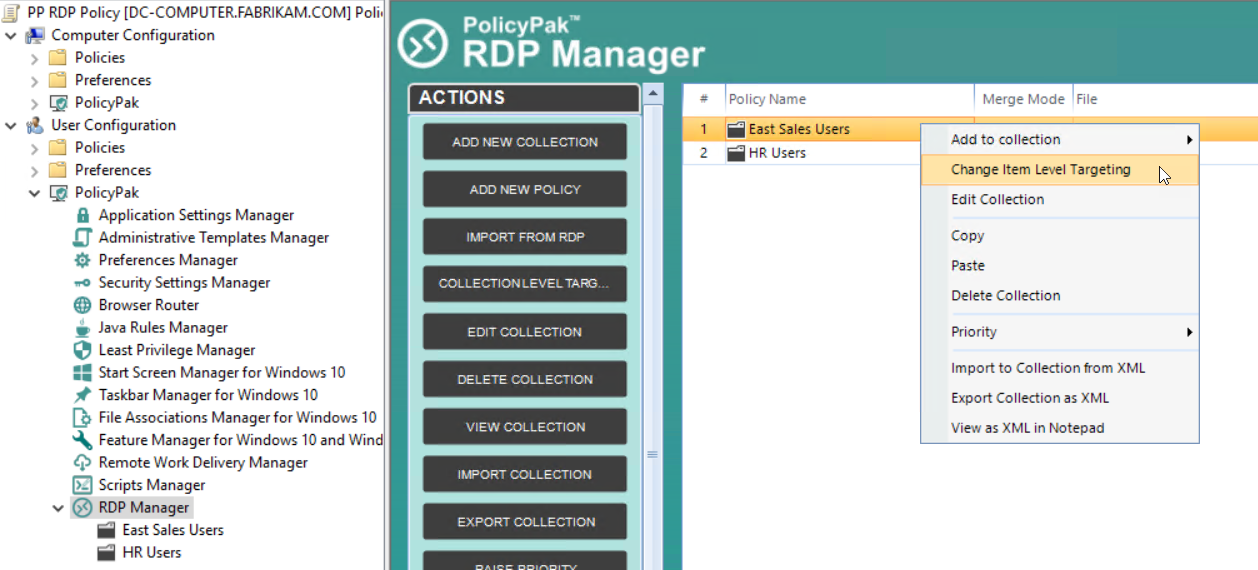 PP RDP Policy [DC-COMPUTER.FABRIKAM.COM] Poli
Computer Configuration
Policies
Preferences
PolicyPak
User Configuration
Policies
Preferences
PolicyPak
Application Settings Manager
Administrative Templates Manager
Preferences Manager
Security Settings Manager
Browser Router
Java Rules Manager
Least Privilege Manager
Start Screen Manager for Windows 10
Taskbar Manager for Windows 10
File Associations Manager for Windows 10
Feature Manager for Windows 10 and Wind
Remote Work Delivery Manager
Scripts Manager
RDP Manager
East Sales Users
HR Users
PolicyPak™
RDP Manager
ACTIONS
ADD NEW COLLECTION
ADD NEW POLICY
IMPORT FROM RDP
COLLECTION LEVEL TARG...
EDIT COLLECTION
DELETE COLLECTION
VIEW COLLECTION
IMPORT COLLECTION
EXPORT COLLECTION
RAISE PRIORITY
# Policy Name Merge Mode File
1 East Sales Users
2 HR Users
Add to collection
Change Item Level Targeting
Edit Collection
Copy
Paste
Delete Collection
Priority
Import to Collection from XML
Export Collection as XML
View as XML in Notepad